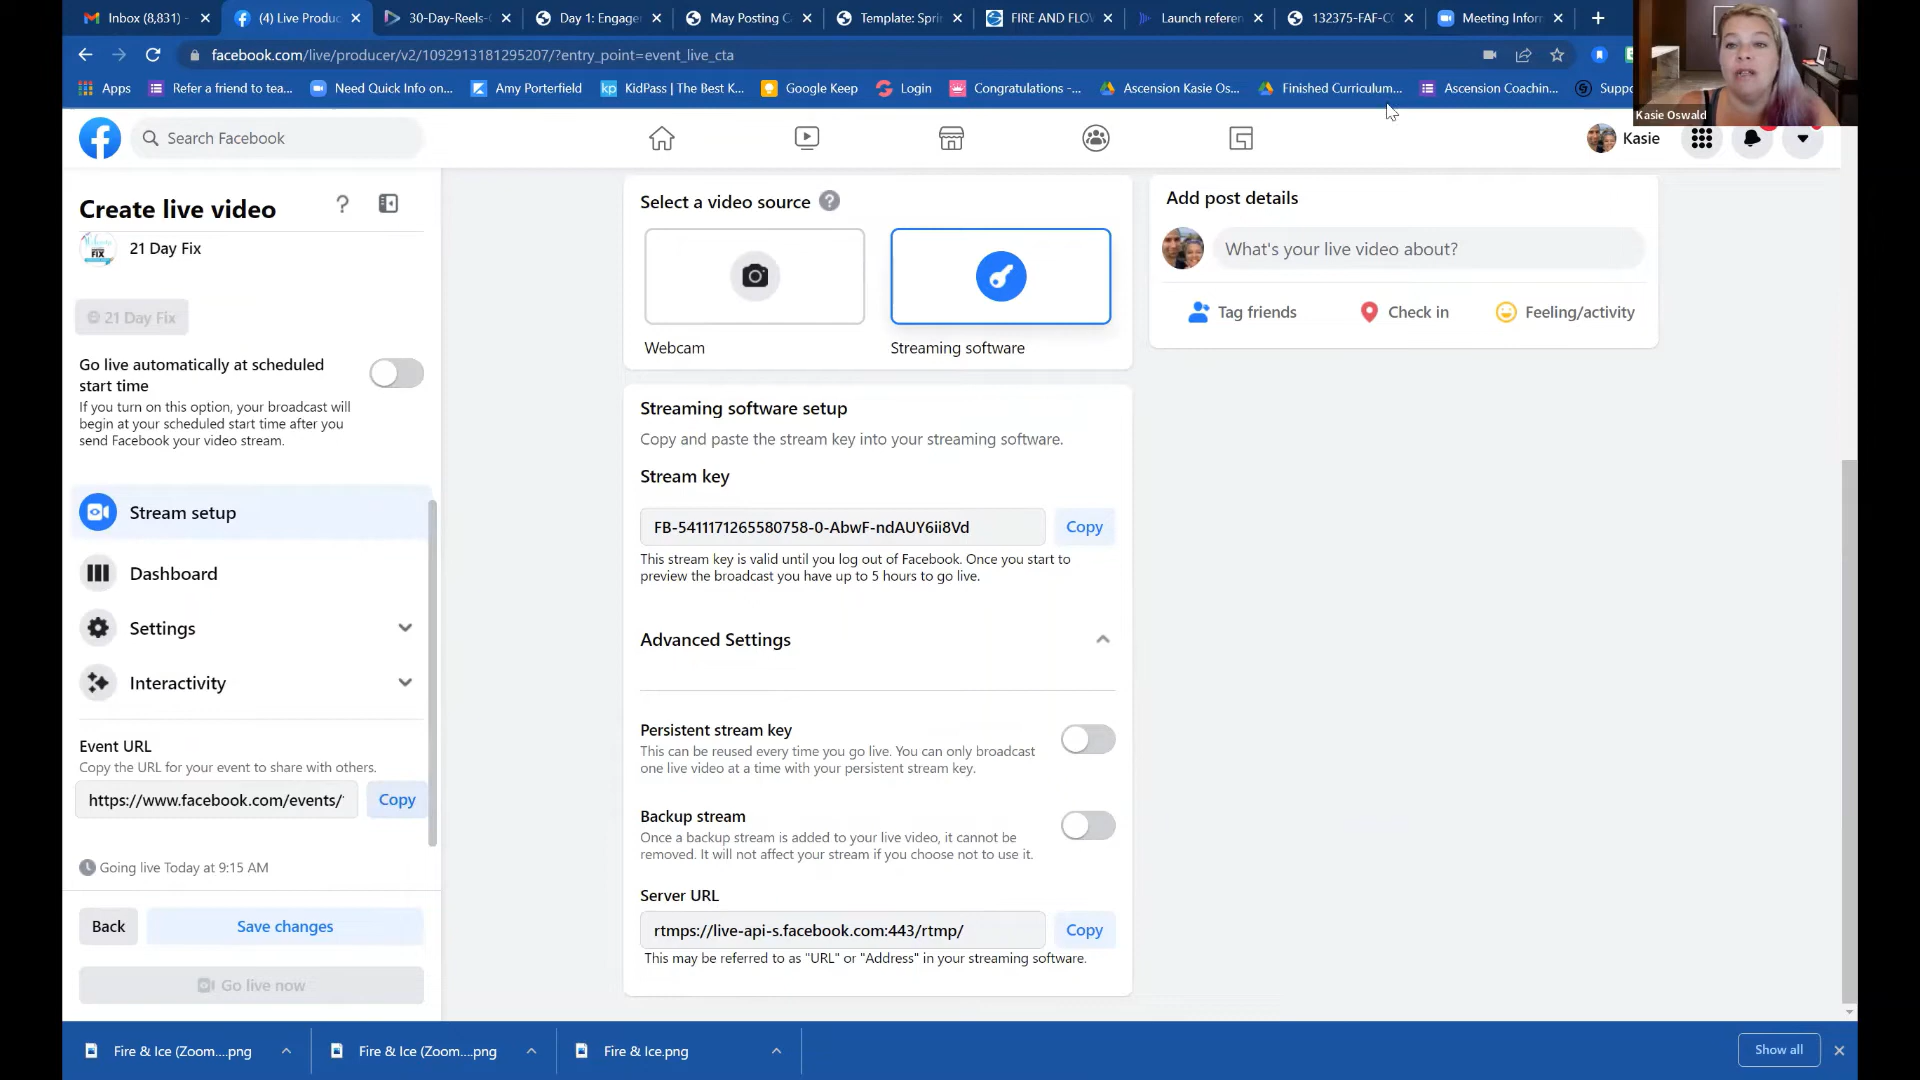 Inbox (8,831)
(4) Live Produc
30-Day-Reels-
Day 1: Engage
May Posting C
Template: Spri
FIRE AND FLO
Launch referen
132375-FAF-C
Meeting Infor
facebook.com/live/producer/v2/1092913181295207/?entry_point=event_live_cta
Apps
Refer a friend to tea...
Need Quick Info on...
Amy Porterfield
KidPass | The Best K...
Google Keep
Login
Congratulations -...
Ascension Kasie Os...
Finished Curriculum...
Ascension Coachin...
Suppo
Kasie Oswald
Search Facebook
Kasie
Create live video
21 Day Fix
21 Day Fix
Go live automatically at scheduled
start time
If you turn on this option, your broadcast will
begin at your scheduled start time after you
send Facebook your video stream.
Stream setup
Dashboard
Settings
Interactivity
Event URL
Copy the URL for your event to share with others.
https://www.facebook.com/events/
Copy
Going live Today at 9:15 AM
Back
Save changes
Go live now
Select a video source
Webcam
Streaming software
Streaming software setup
Copy and paste the stream key into your streaming software.
Stream key
FB-5411171265580758-0-AbwF-ndAUY6ii8Vd
Copy
This stream key is valid until you log out of Facebook. Once you start to
preview the broadcast you have up to 5 hours to go live.
Advanced Settings
Persistent stream key
This can be reused every time you go live. You can only broadcast
one live video at a time with your persistent stream key.
Backup stream
Once a backup stream is added to your live video, it cannot be
removed. It will not affect your stream if you choose not to use it.
Server URL
rtmps://live-api-s.facebook.com:443/rtmp/
Copy
This may be referred to as "URL" or "Address" in your streaming software.
Add post details
What's your live video about?
Tag friends
Check in
Feeling/activity
Fire & Ice (Zoom....png
Fire & Ice (Zoom....png
Fire & Ice.png
Show all